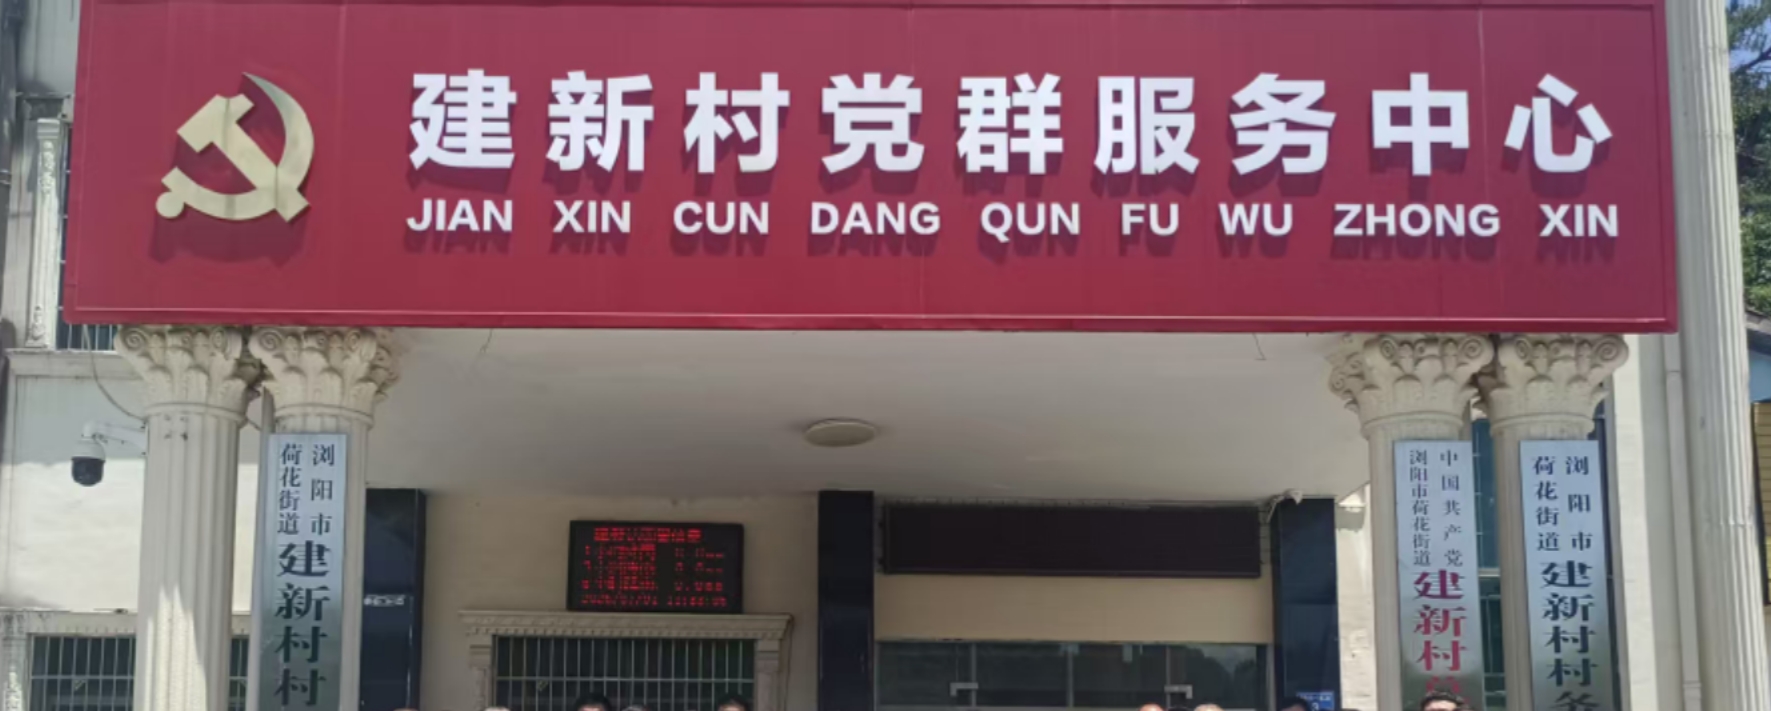 建新村党群服务中心
JIAN XIN CUN DANG QUN FU WU ZHONG XIN
浏阳市
荷花街道
建新村村
中国共产党
浏阳市荷花街道
建新村
浏阳市
荷花街道
建新村村务